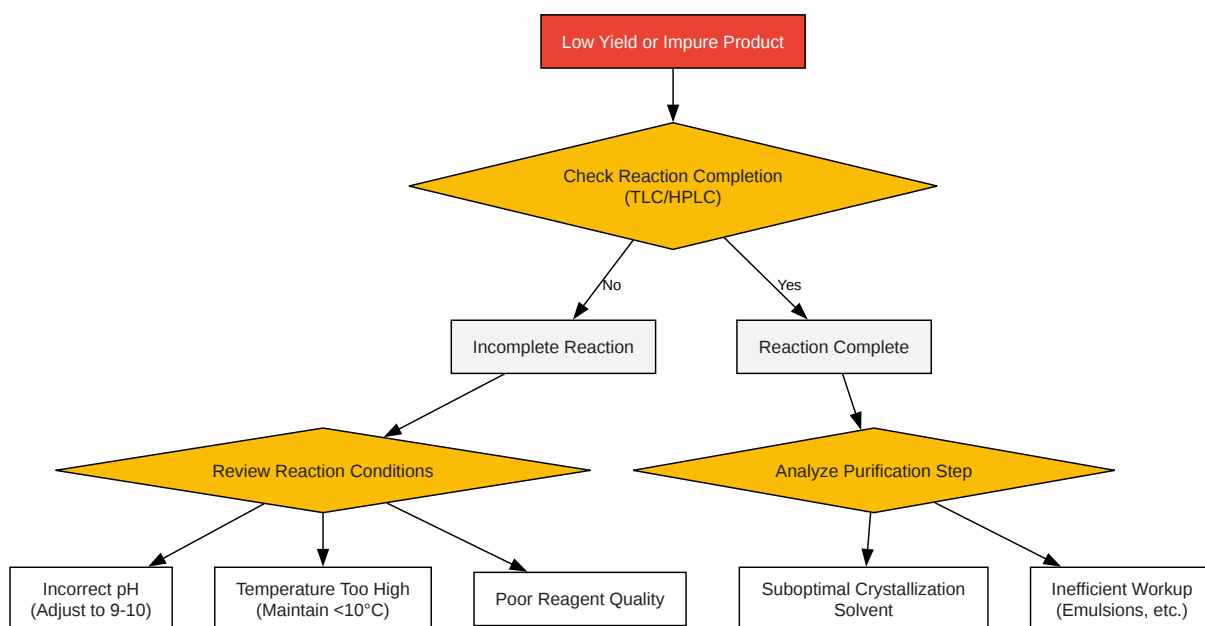 Low Yield or Impure Product
Check Reaction Completion
(TLC/HPLC)
No
Yes
Incomplete Reaction
Reaction Complete
Review Reaction Conditions
Analyze Purification Step
Incorrect pH
(Adjust to 9-10)
Temperature Too High
(Maintain <10°C)
Poor Reagent Quality
Suboptimal Crystallization
Solvent
Inefficient Workup
(Emulsions, etc.)